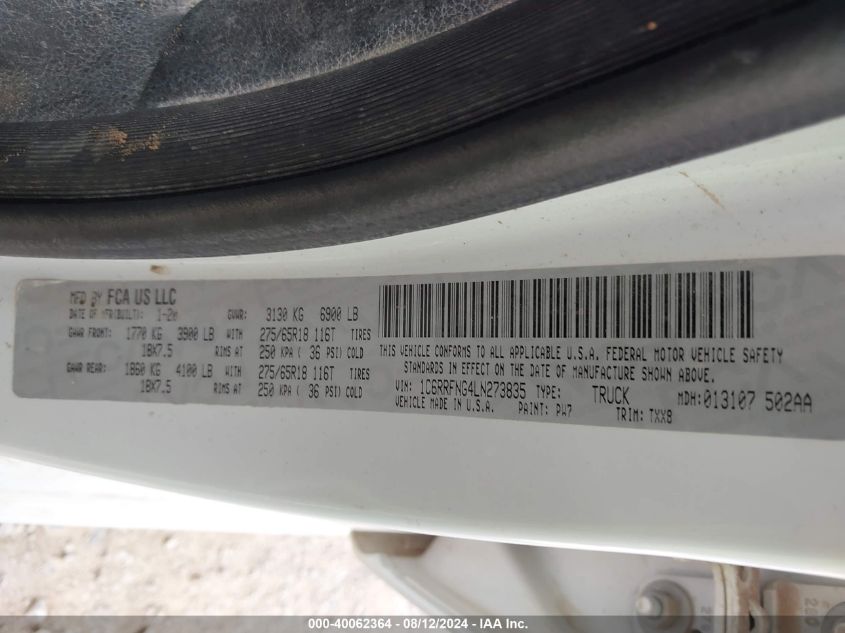 MFD BY FCA US LLC
DATE OF MFR(BUILT): 1-20 GVWR: 3130 KG 6900 LB
GAWR FRONT: 1770 KG 3900 LB WITH 275/65R18 116T TIRES
18X7.5 RIMS AT 250 KPA ( 36 PSI) COLD
GAWR REAR: 1860 KG 4100 LB WITH 275/65R18 116T TIRES
18X7.5 RIMS AT 250 KPA ( 36 PSI) COLD
THIS VEHICLE CONFORMS TO ALL APPLICABLE U.S.A. FEDERAL MOTOR VEHICLE SAFETY
STANDARDS IN EFFECT ON THE DATE OF MANUFACTURE SHOWN ABOVE.
VIN: 1C6RRFNG4LN273835 TYPE: TRUCK MDH: 013107 502AA
VEHICLE MADE IN U.S.A. PAINT: PW7 TRIM: TXX8
000-40062364 - 08/12/2024 - © IAA Inc.